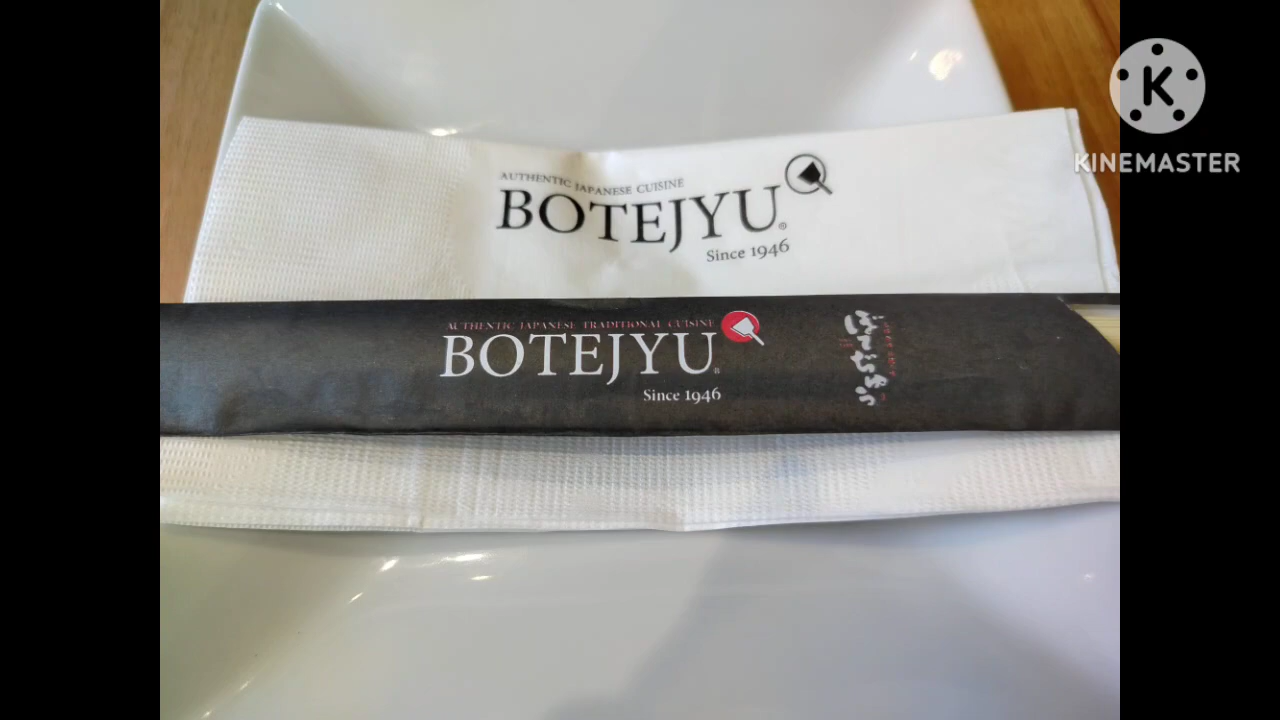 KINEMASTER
AUTHENTIC JAPANESE CUISINE
BOTEJYU®
Since 1946
AUTHENTIC JAPANESE TRADITIONAL CUISINE
BOTEJYU®
Since 1946